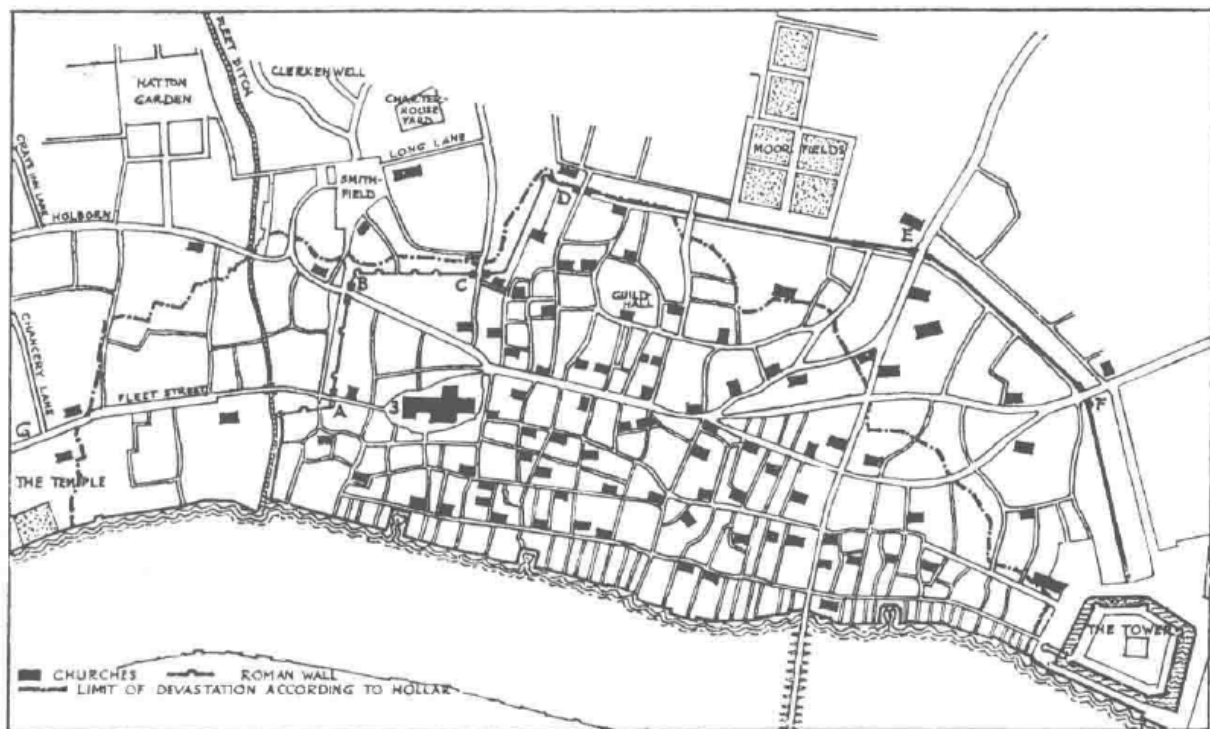 FLEET DITCH
HATTON
GARDEN
CLERKENWELL
CHARTER-
HOUSE
YARD
LONG LANE
GRAYS INN LANE
SMITH-
FIELD
HOLBORN
MOOR FIELDS
D
E
B
C
GUILD
HALL
CHANCERY LANE
FLEET STREET
A
3
F
G
THE TEMPLE
THE TOWER
CHURCHES ROMAN WALL
LIMIT OF DEVASTATION ACCORDING TO HOLLAR